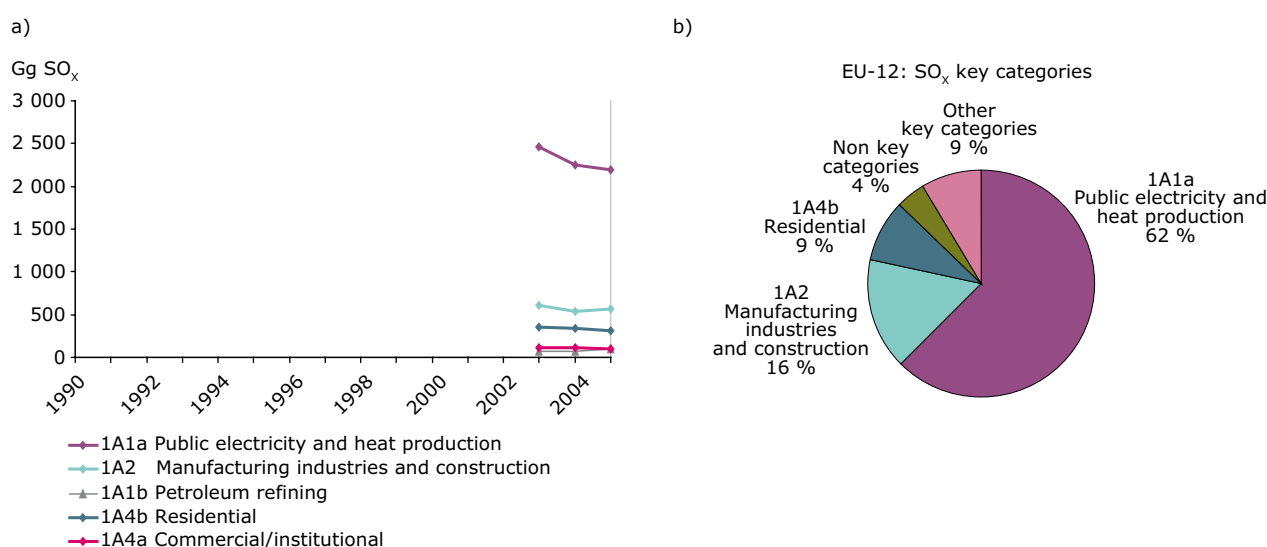 a)
Gg SOx
3 000
2 500
2 000
1 500
1 000
500
0
1990
1992
1994
1996
1998
2000
2002
2004
1A1a Public electricity and heat production
1A2 Manufacturing industries and construction
1A1b Petroleum refining
1A4b Residential
1A4a Commercial/institutional
b)
EU-12: SOx key categories
Other
key categories
9 %
Non key
categories
4 %
1A4b
Residential
9 %
1A2
Manufacturing
industries
and construction
16 %
1A1a
Public electricity and
heat production
62 %